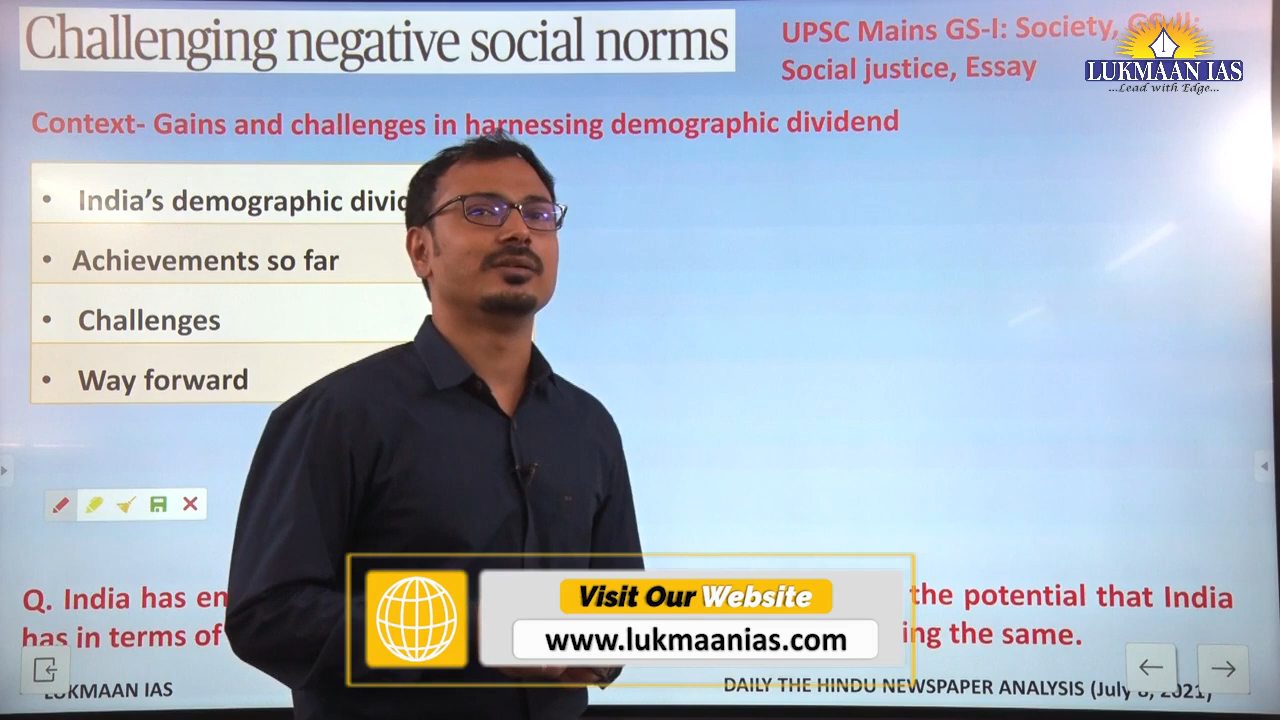 Challenging negative social norms
UPSC Mains GS-I: Society, GS-II:
Social justice, Essay
LUKMAAN IAS
...Lead with Edge...
Context- Gains and challenges in harnessing demographic dividend
• India's demographic
• Achievements so far
• Challenges
• Way forward
Visit Our Website
www.lukmaanias.com
Q. India has the potential that India
has in terms of the same.
LUKMAAN IAS
DAILY THE HINDU NEWSPAPER ANALYSIS (July 2021)